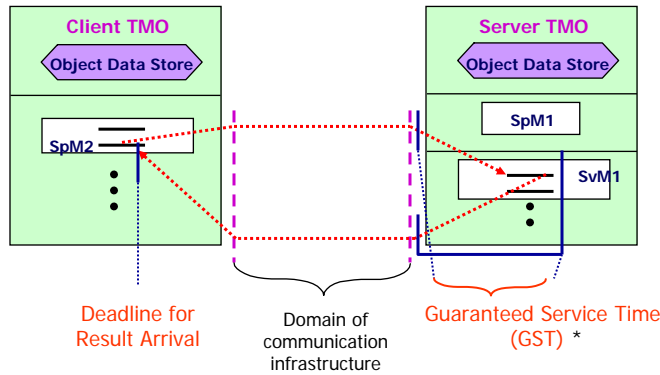 Client TMO
Object Data Store
SpM2
Server TMO
Object Data Store
SpM1
SvM1
Deadline for
Result Arrival
Domain of
communication
infrastructure
Guaranteed Service Time
(GST) *